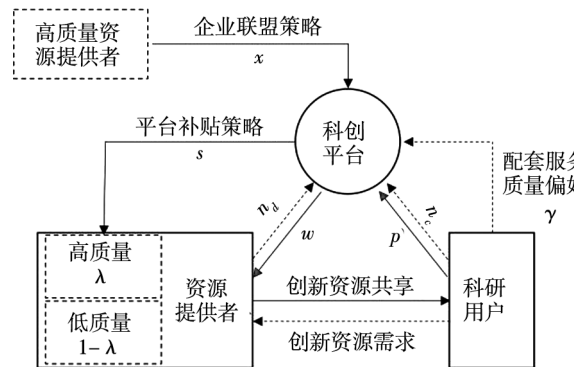 高质量资
源提供者
企业联盟策略
x
平台补贴策略
s
科创
平台
配套服务
质量偏好
γ
n_d
w
n_c
p
高质量
λ
低质量
1-λ
资源
提供者
创新资源共享
创新资源需求
科研
用户